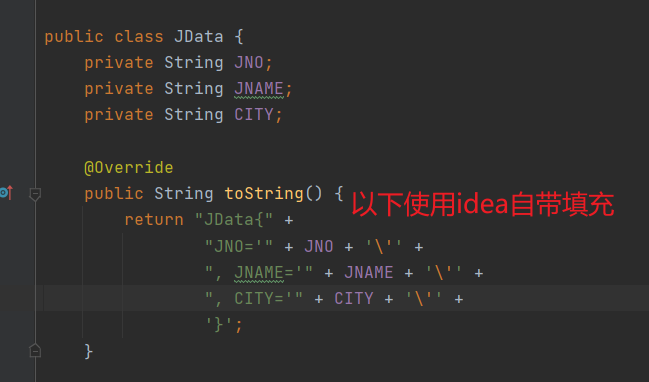 public class JData {
private String JNO;
private String JNAME;
private String CITY;
@Override
public String toString() { 以下使用idea自带填充
return "JData{" +
"JNO='" + JNO + '\'' +
", JNAME='" + JNAME + '\'' +
", CITY='" + CITY + '\'' +
'}';
}